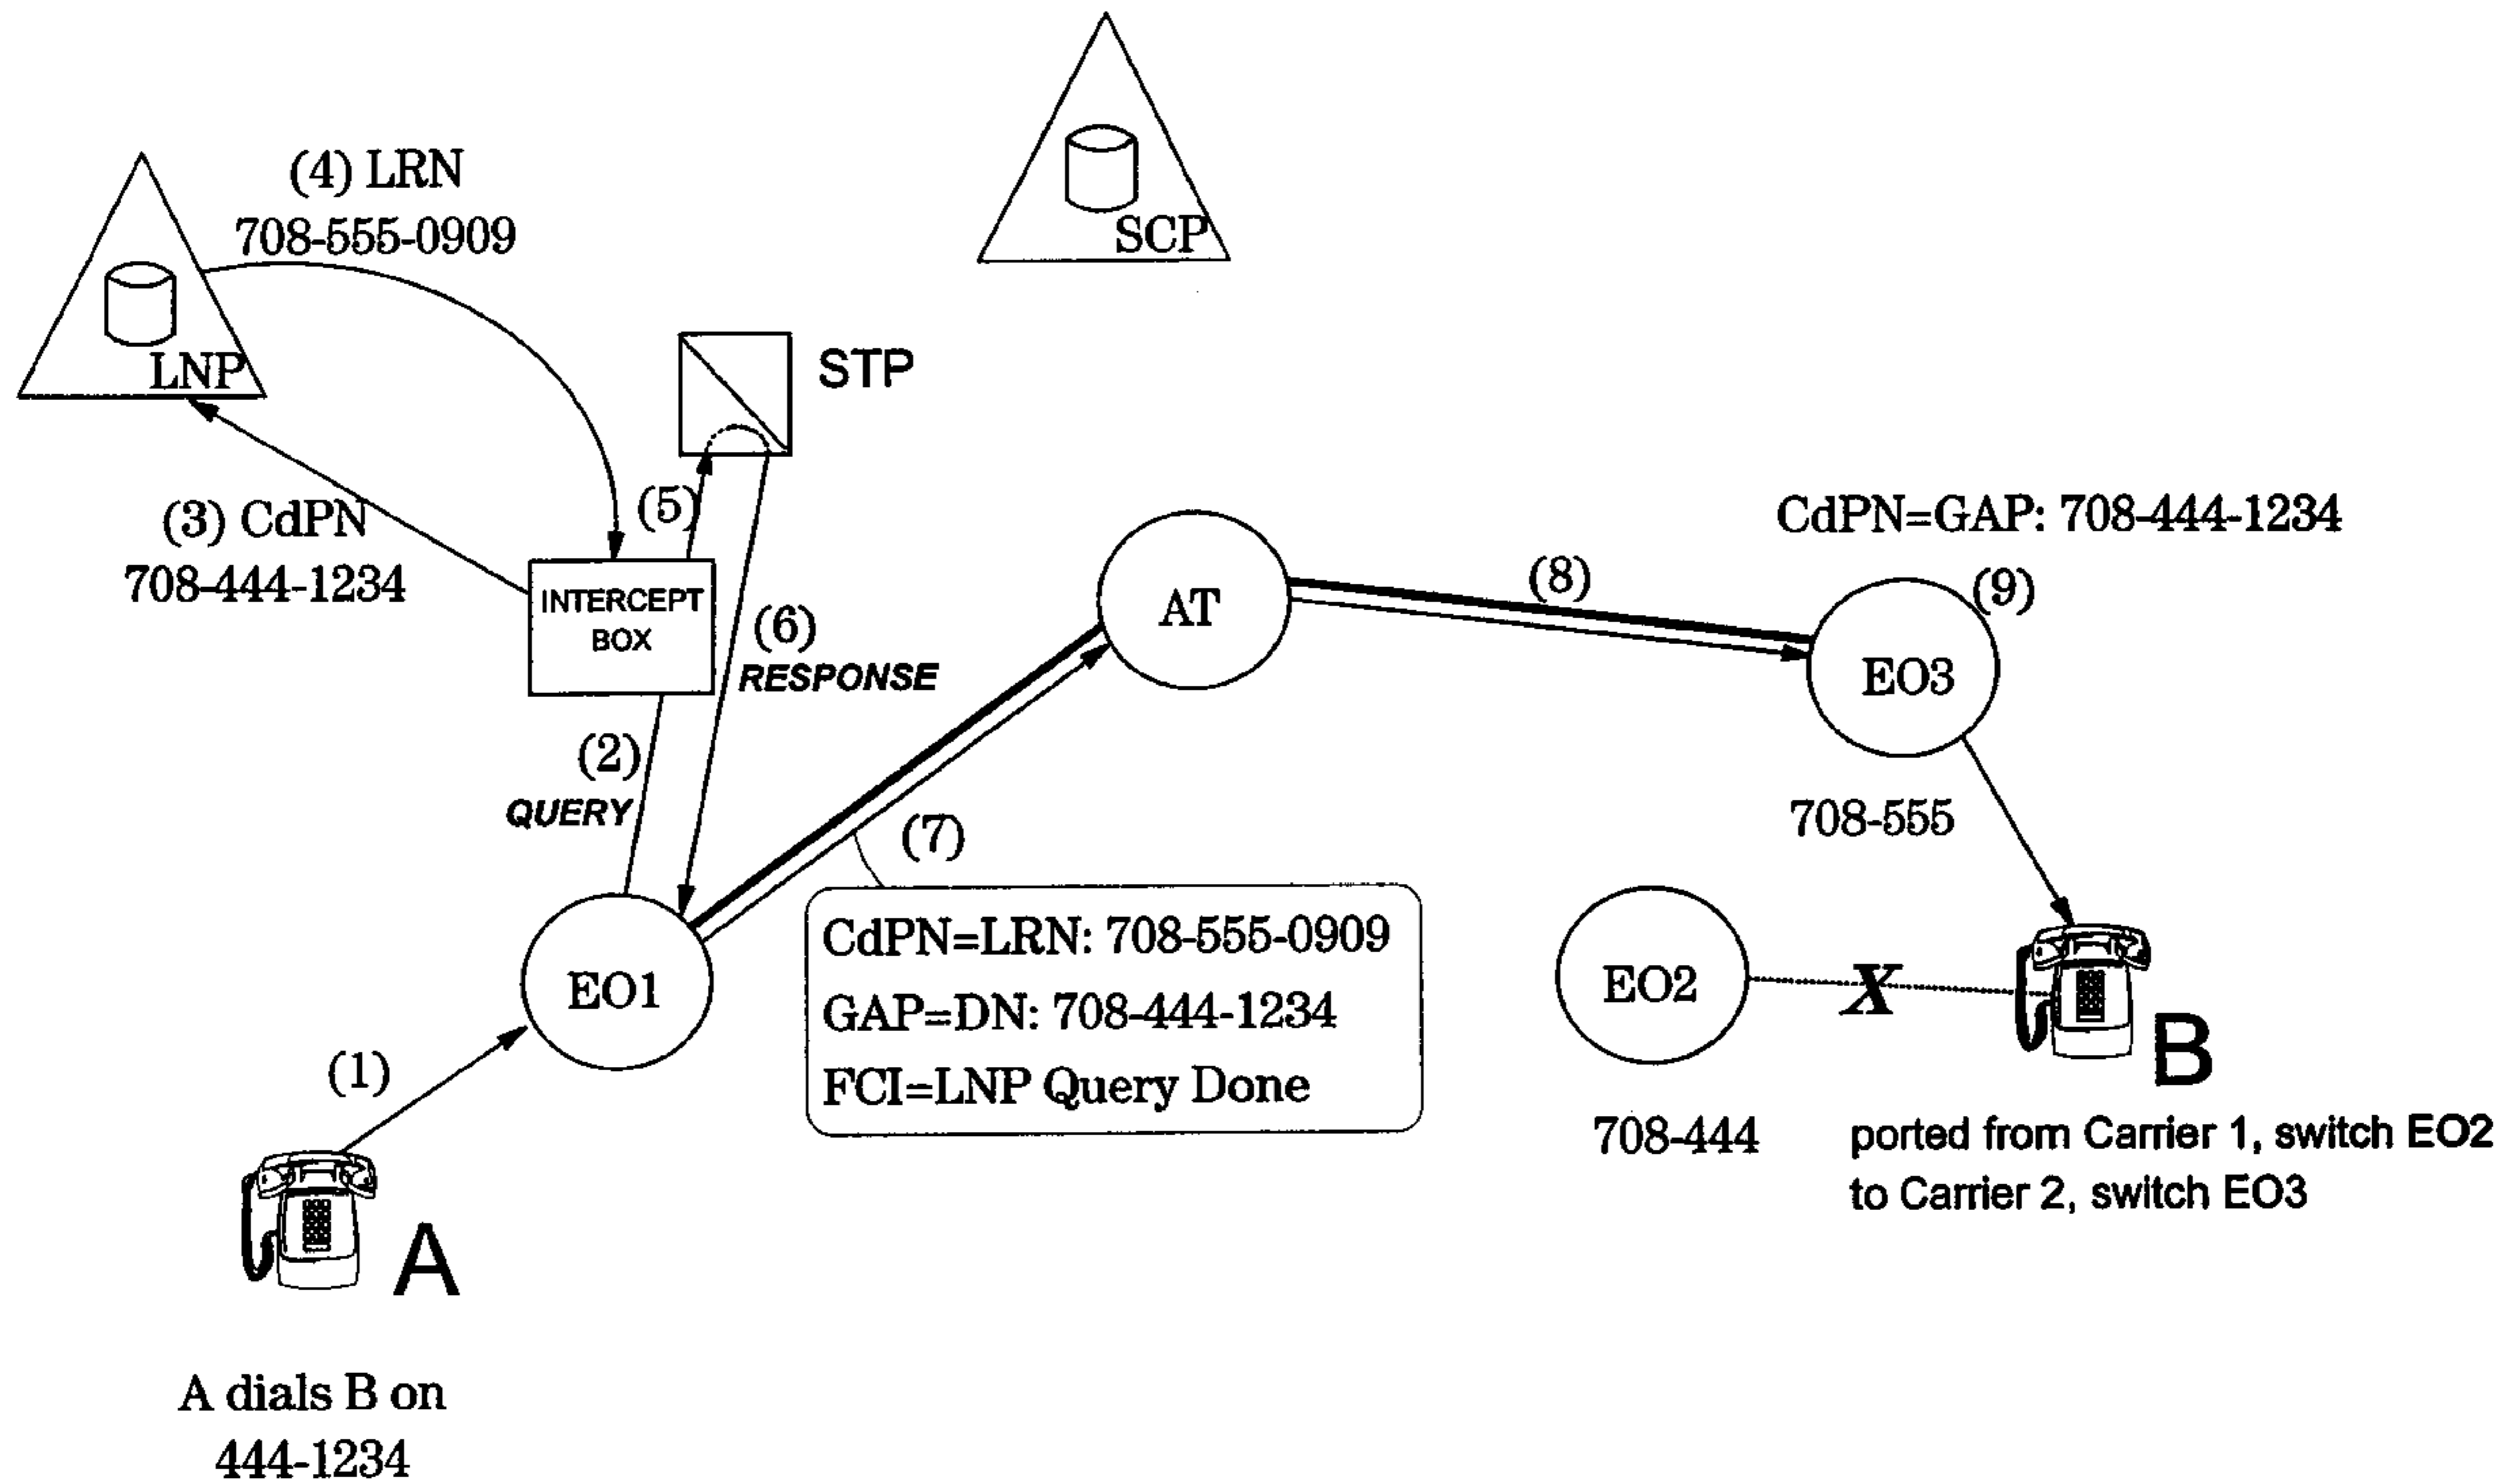 SCP
(4) LRN
708-555-0909
LNP
STP
(3) CdPN
708-444-1234
(5)
INTERCEPT
BOX
(6)
RESPONSE
(2)
QUERY
AT
(8)
CdPN=GAP: 708-444-1234
(9)
EO3
708-555
(7)
CdPN=LRN: 708-555-0909
GAP=DN: 708-444-1234
FCI=LNP Query Done
EO1
(1)
EO2
X
B
708-444
ported from Carrier 1, switch EO2
to Carrier 2, switch EO3
A
A dials B on
444-1234